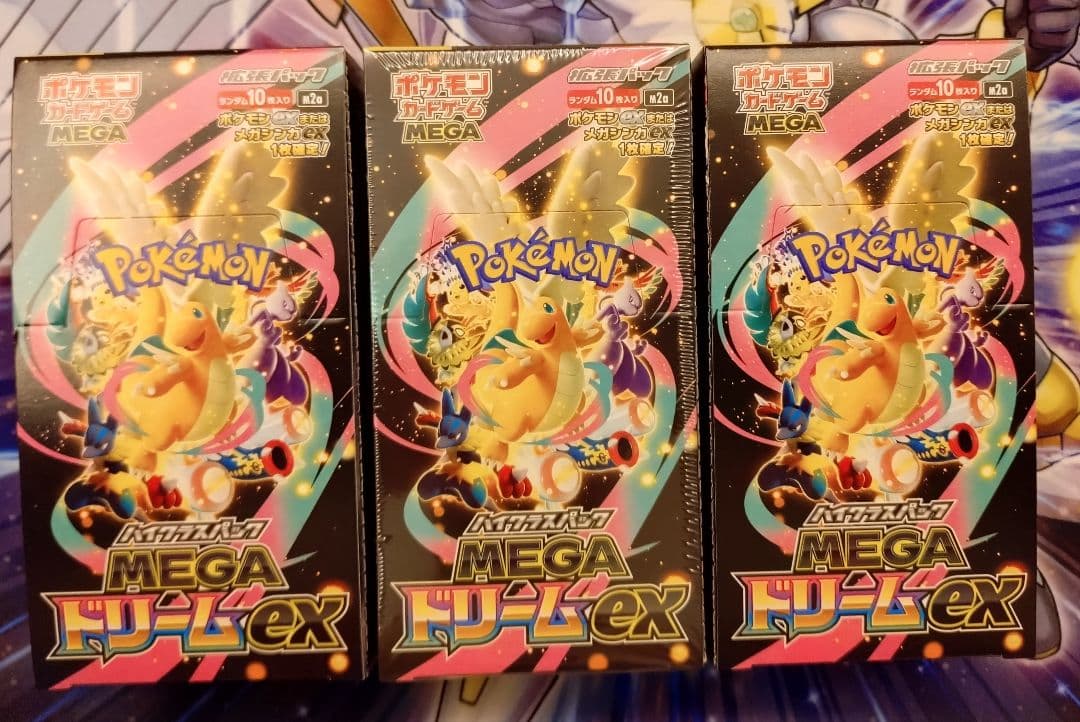 ポケモン
カードゲーム
MEGA
拡張パック
ランダム10枚入り M2a
ポケモンexまたは
メガシンカex
1枚確定!
POKéMON
ハイクラスパック
MEGA
ドリームex
ポケモン
カードゲーム
MEGA
拡張パック
ランダム10枚入り M2a
ポケモンexまたは
メガシンカex
1枚確定!
POKéMON
ハイクラスパック
MEGA
ドリームex
ポケモン
カードゲーム
MEGA
拡張パック
ランダム10枚入り M2a
ポケモンexまたは
メガシンカex
1枚確定!
POKéMON
ハイクラスパック
MEGA
ドリームex